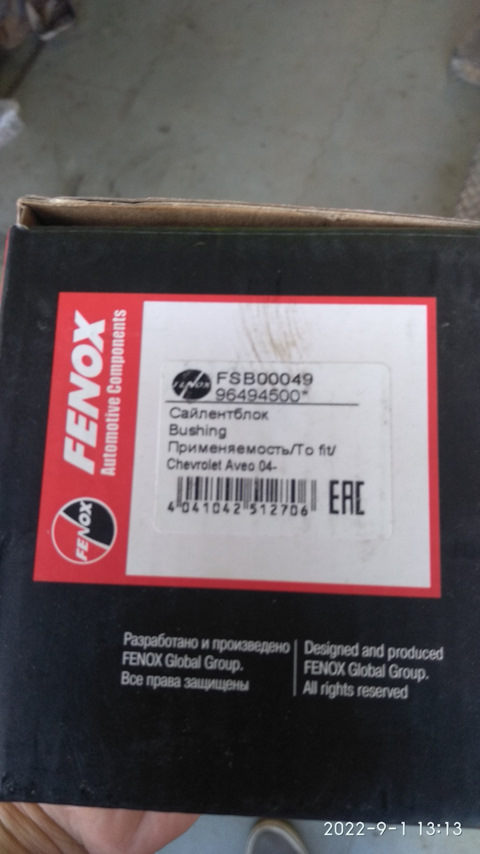 FENOX
Automotive Components
FENOX
FENOX
FSB00049
96494500*
Сайлентблок
Bushing
Применяемость/To fit/
Chevrolet Aveo 04-
4 041042 512706
EAC
Разработано и произведено
FENOX Global Group.
Все права защищены
Designed and produced
FENOX Global Group.
All rights reserved
2022-9-1 13:13